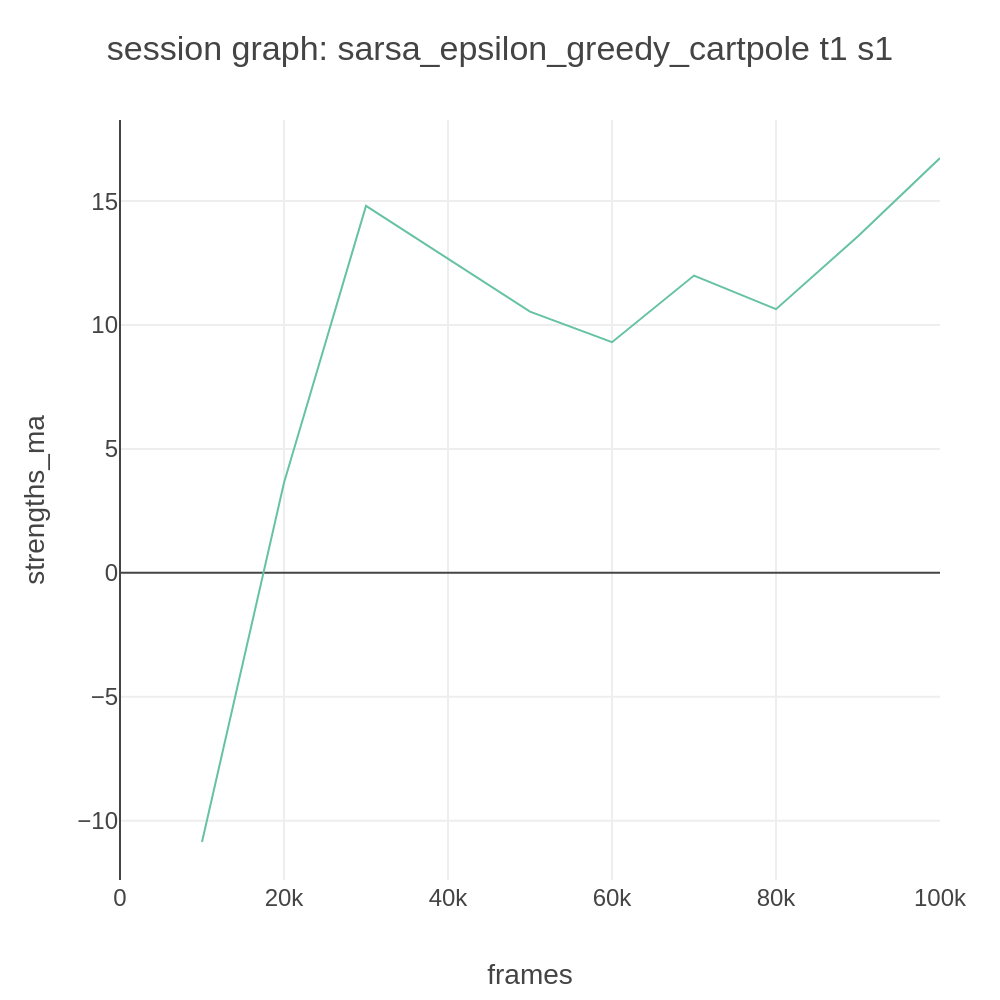 session graph: sarsa_epsilon_greedy_cartpole t1 s1
15
10
5
0
−5
−10
strengths_ma
0 20k 40k 60k 80k 100k
frames